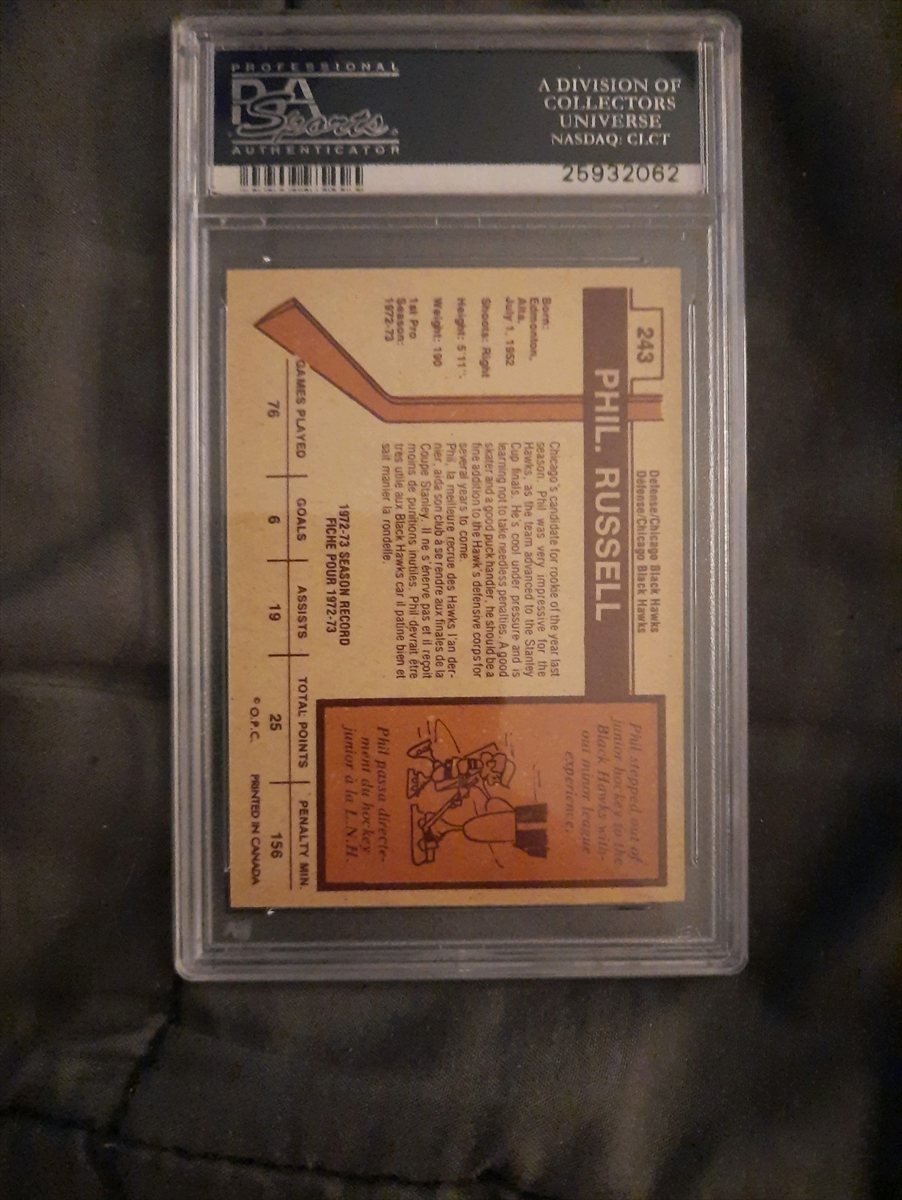 PROFESSIONAL
PSA
Sports
AUTHENTICATOR
A DIVISION OF
COLLECTORS
UNIVERSE
NASDAQ: CLCT
25932062
243
Defense/Chicago Black Hawks
Défense/Chicago Black Hawks
PHIL. RUSSELL
Born:
Edmonton,
Alta.
July 1, 1952
Shoots: Right
Height: 5'11".
Weight: 190
1st Pro
Season:
1972-73
Chicago's candidate for rookie of the year last
season. Phil was very impressive for the
Hawks, as the team advanced to the Stanley
Cup finals. He's cool under pressure and is
learning not to take needless penalties. A good
skater and a good puck handler, he should be a
fine addition to the Hawk's defensive corps for
several years to come.
Phil, la meilleure recrue des Hawks l'an der-
nier, aida son club à se rendre aux finales de la
Coupe Stanley. Il ne s'énerve pas et il reçoit
moins de punitions inutiles. Phil devrait être
très utile aux Black Hawks car il patine bien et
sait manier la rondelle.
Phil stepped out of
junior hockey to the
Black Hawks with-
out minor league
experience.
Phil passa directe-
ment du hockey
junior à la L.N.H.
1972-73 SEASON RECORD
FICHE POUR 1972-73
GAMES PLAYED GOALS ASSISTS TOTAL POINTS PENALTY MIN.
76 6 19 25 156
© O.P.C. PRINTED IN CANADA